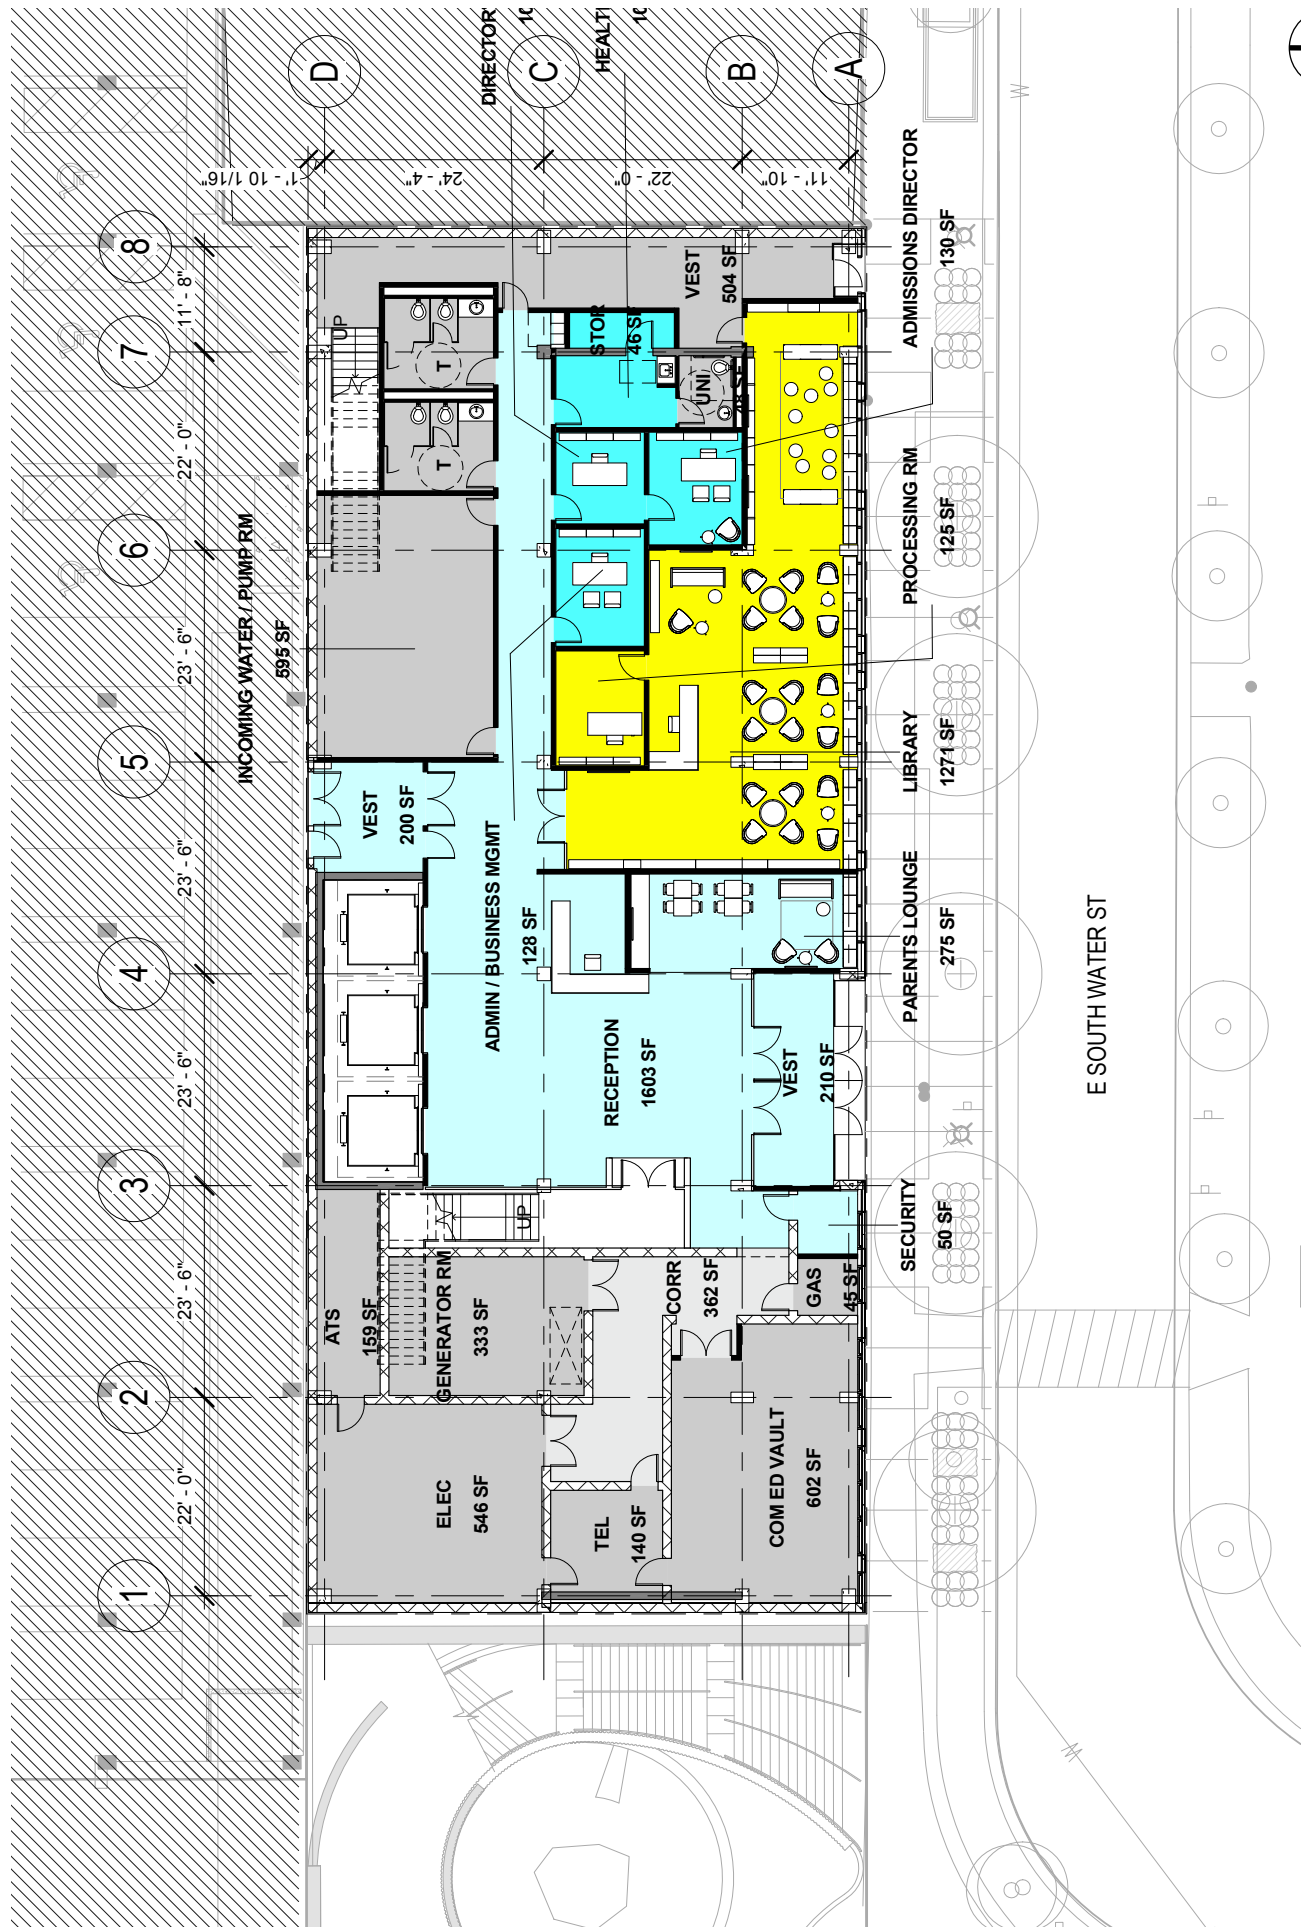 D
C
B
A
DIRECTOR
10
HEALT
10
1' - 10 1/16"
24' - 4"
22' - 0"
11' - 10"
8
7
6
5
4
3
2
1
11' - 8"
22' - 0"
23' - 6"
23' - 6"
23' - 6"
23' - 6"
22' - 0"
INCOMING WATER / PUMP RM
595 SF
UP
T
T
VEST
504 SF
STOR
46 SF
UNI
48 SF
ADMISSIONS DIRECTOR
130 SF
PROCESSING RM
125 SF
LIBRARY
1271 SF
VEST
200 SF
ADMIN / BUSINESS MGMT
128 SF
PARENTS LOUNGE
275 SF
RECEPTION
1603 SF
VEST
210 SF
SECURITY
50 SF
UP
ATS
159 SF
GENERATOR RM
333 SF
CORR
362 SF
GAS
45 SF
ELEC
546 SF
TEL
140 SF
COM ED VAULT
602 SF
E SOUTH WATER ST